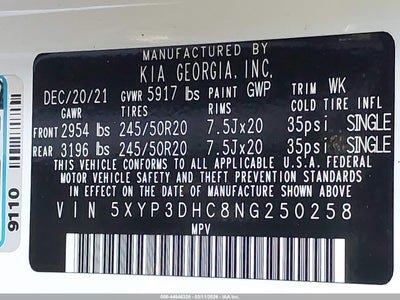 MANUFACTURED BY
KIA GEORGIA, INC.
DEC/20/21 GVWR 5917 lbs PAINT GWP TRIM WK
GAWR TIRES RIMS COLD TIRE INFL
FRONT 2954 lbs 245/50R20 7.5Jx20 35psi SINGLE
REAR 3196 lbs 245/50R20 7.5Jx20 35psi SINGLE
THIS VEHICLE CONFORMS TO ALL APPLICABLE U.S.A. FEDERAL
MOTOR VEHICLE SAFETY AND THEFT PREVENTION STANDARDS
IN EFFECT ON THE DATE OF MANUFACTURE SHOWN ABOVE.
VIN 5XYP3DHC8NG250258
MPV
9110